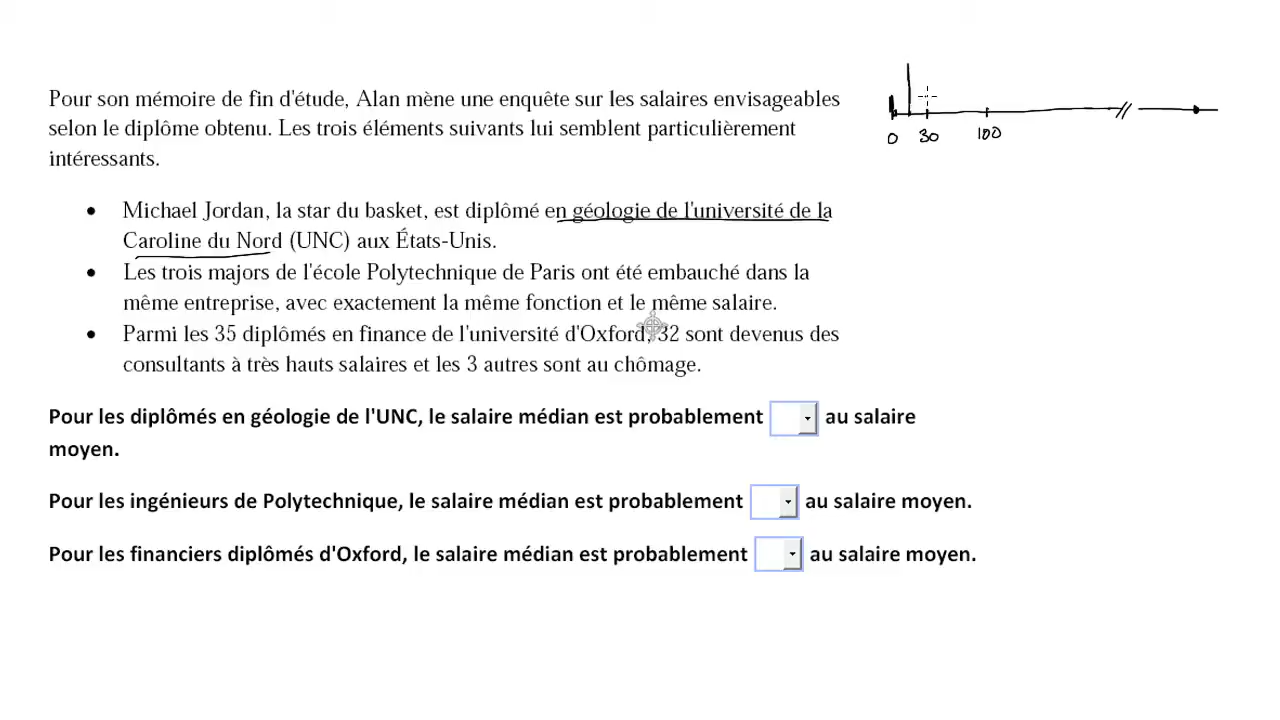 Pour son mémoire de fin d'étude, Alan mène une enquête sur les salaires envisageables
selon le diplôme obtenu. Les trois éléments suivants lui semblent particulièrement
intéressants.
0 30 100
• Michael Jordan, la star du basket, est diplômé en géologie de l'université de la
Caroline du Nord (UNC) aux États-Unis.
• Les trois majors de l'école Polytechnique de Paris ont été embauché dans la
même entreprise, avec exactement la même fonction et le même salaire.
• Parmi les 35 diplômés en finance de l'université d'Oxford, 32 sont devenus des
consultants à très hauts salaires et les 3 autres sont au chômage.
Pour les diplômés en géologie de l'UNC, le salaire médian est probablement au salaire
moyen.
Pour les ingénieurs de Polytechnique, le salaire médian est probablement au salaire moyen.
Pour les financiers diplômés d'Oxford, le salaire médian est probablement au salaire moyen.